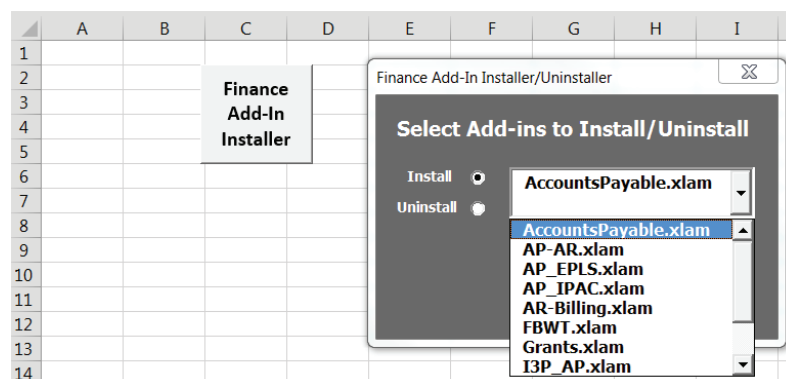 A B C D E F G H I
1
2
3
4
5
6
7
8
9
10
11
12
13
14
Finance
Add-In
Installer
Finance Add-In Installer/Uninstaller
Select Add-ins to Install/Uninstall
Install
Uninstall
AccountsPayable.xlam
AccountsPayable.xlam
AP-AR.xlam
AP_EPLS.xlam
AP_IPAC.xlam
AR-Billing.xlam
FBWT.xlam
Grants.xlam
I3P_AP.xlam